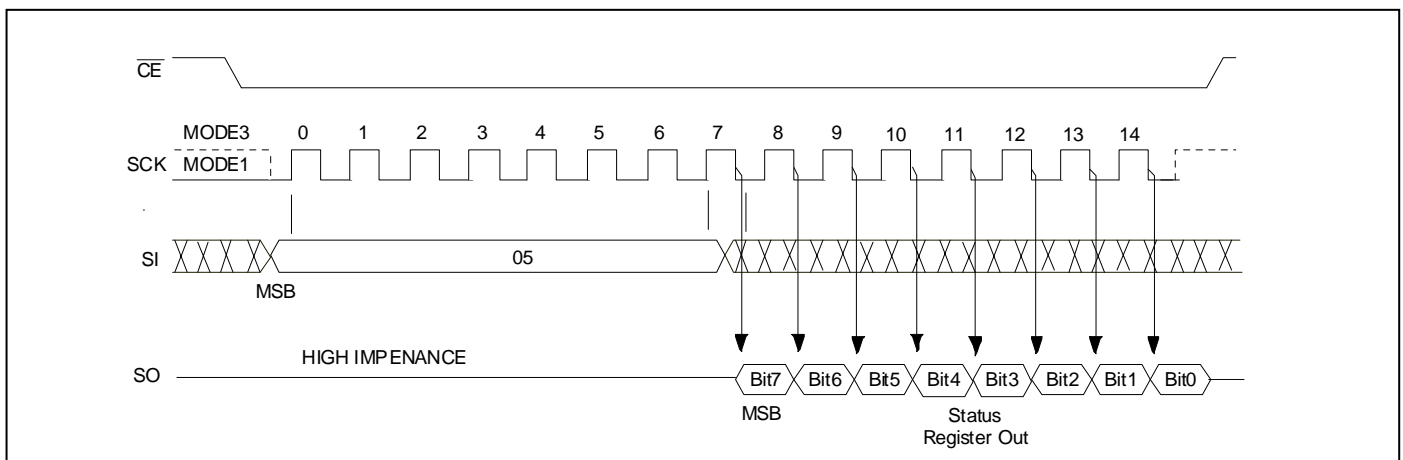 CE
MODE3 0 1 2 3 4 5 6 7 8 9 10 11 12 13 14
SCK MODE1
SI 05
MSB
HIGH IMPENANCE
SO Bit7 Bit6 Bit5 Bit4 Bit3 Bit2 Bit1 Bit0
MSB Status
Register Out